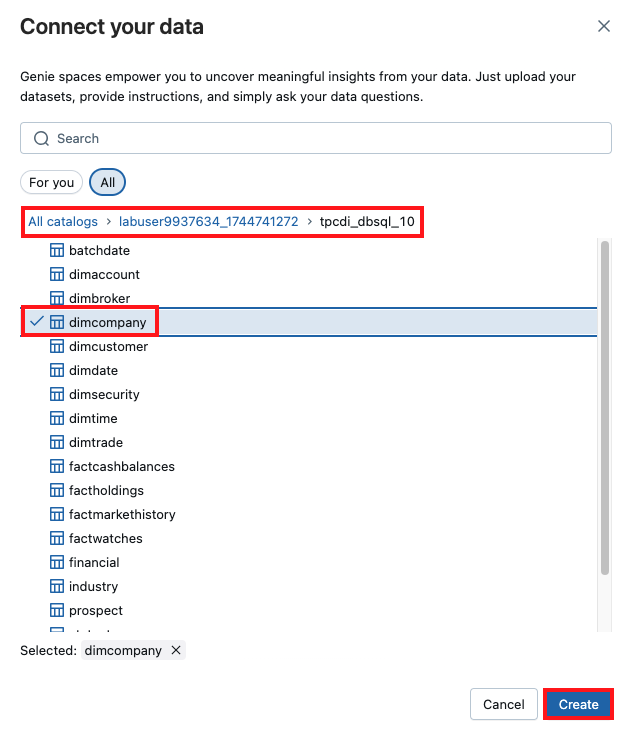 Connect your data
Genie spaces empower you to uncover meaningful insights from your data. Just upload your
datasets, provide instructions, and simply ask your data questions.
Search
For you All
All catalogs > labuser9937634_1744741272 > tpcdi_dbsql_10
batchdate
dimaccount
dimbroker
dimcompany
dimcustomer
dimdate
dimsecurity
dimtime
dimtrade
factcashbalances
factholdings
factmarkethistory
factwatches
financial
industry
prospect
Selected: dimcompany
Cancel Create